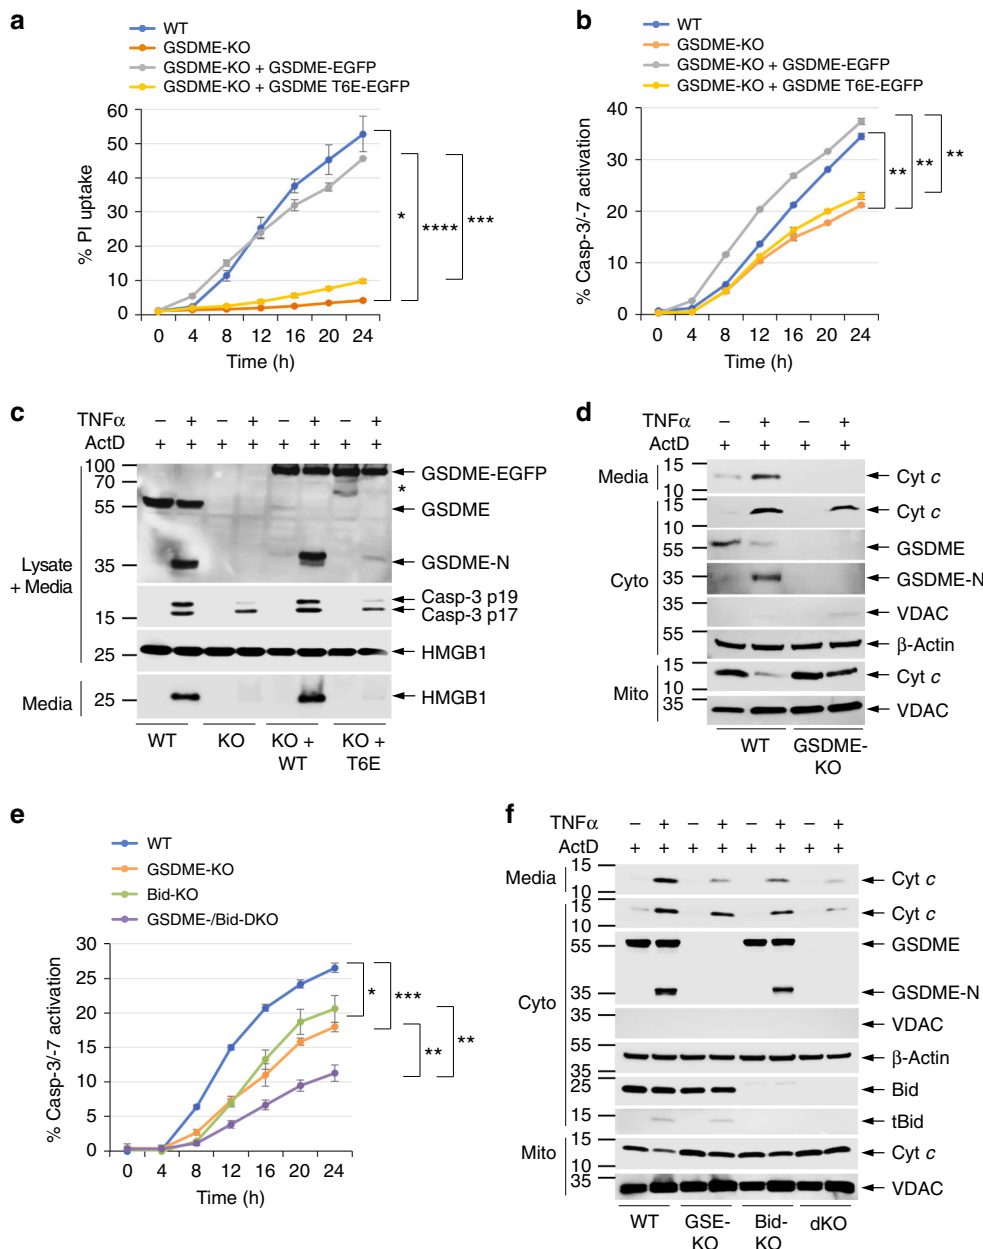 a
WT
GSDME-KO
GSDME-KO + GSDME-EGFP
GSDME-KO + GSDME T6E-EGFP
% PI uptake
60
50
40
30
20
10
0
0 4 8 12 16 20 24
Time (h)
*
****
***
b
WT
GSDME-KO
GSDME-KO + GSDME-EGFP
GSDME-KO + GSDME T6E-EGFP
% Casp-3/-7 activation
40
30
20
10
0
0 4 8 12 16 20 24
Time (h)
**
**
**
c
TNFα – + – + – + – +
ActD + + + + + + + +
Lysate + Media
100
70
55
35
GSDME-EGFP
*
GSDME
GSDME-N
15
Casp-3 p19
Casp-3 p17
25
HMGB1
Media
25
HMGB1
WT KO KO + WT KO + T6E
d
TNFα – + – +
ActD + + + +
Media
15
10
Cyt c
Cyto
15
10
Cyt c
55
GSDME
35
GSDME-N
35
VDAC
55
β-Actin
Mito
15
10
Cyt c
35
VDAC
WT GSDME-KO
e
WT
GSDME-KO
Bid-KO
GSDME-/Bid-DKO
% Casp-3/-7 activation
30
25
20
15
10
5
0
0 4 8 12 16 20 24
Time (h)
*
***
**
**
f
TNFα – + – + – + – +
ActD + + + + + + + +
Media
15
10
Cyt c
Cyto
15
10
Cyt c
55
GSDME
35
GSDME-N
35
VDAC
55
35
β-Actin
25
Bid
15
tBid
Mito
15
10
Cyt c
35
VDAC
WT GSE-KO Bid-KO dKO